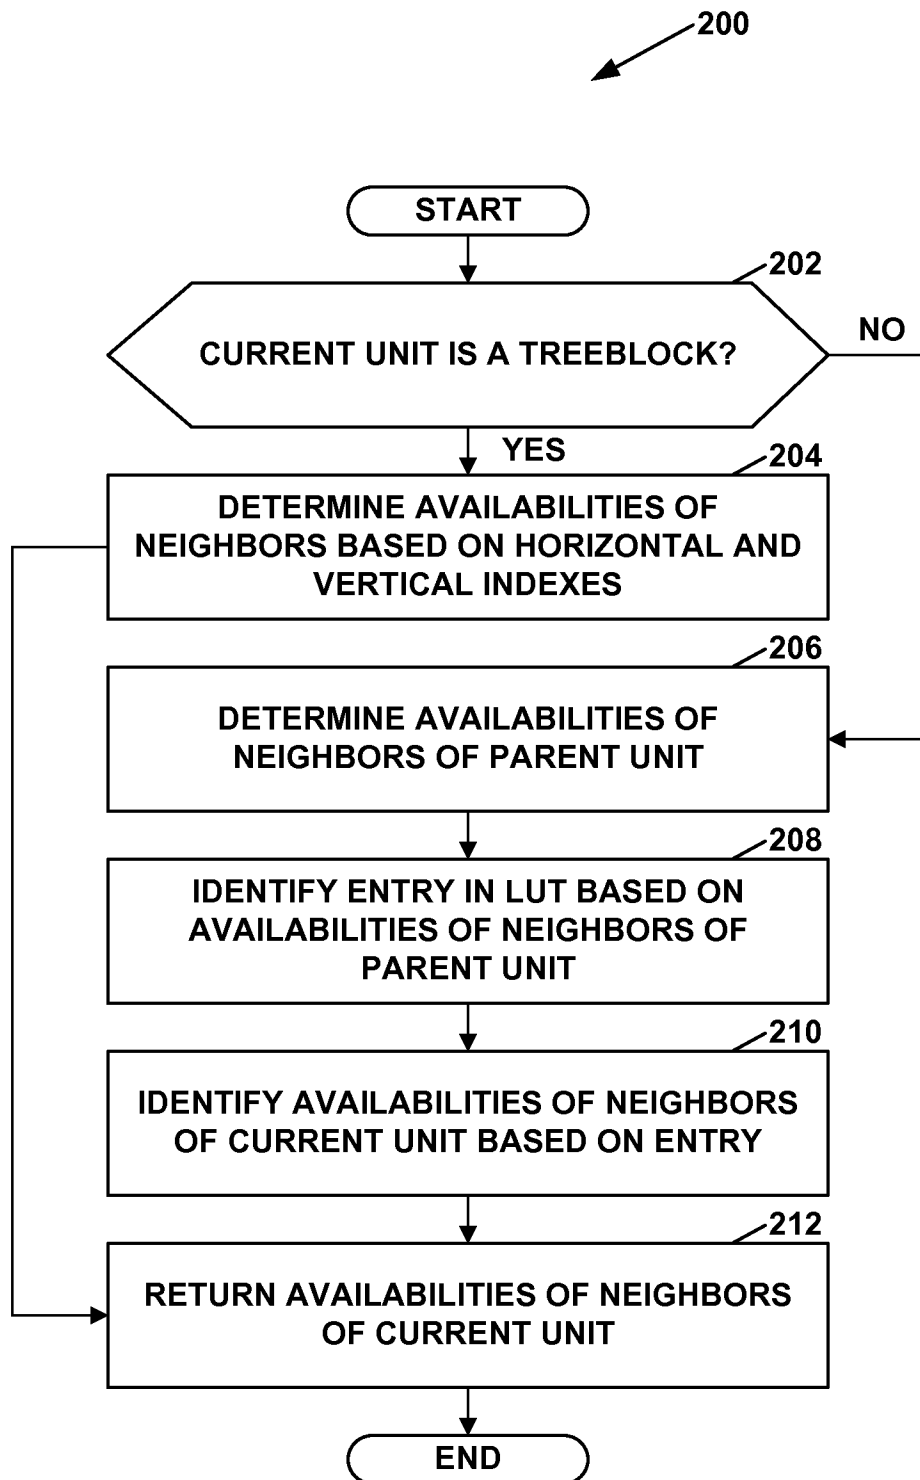 200
START
202
CURRENT UNIT IS A TREEBLOCK?
NO
YES
204
DETERMINE AVAILABILITIES OF
NEIGHBORS BASED ON HORIZONTAL AND
VERTICAL INDEXES
206
DETERMINE AVAILABILITIES OF
NEIGHBORS OF PARENT UNIT
208
IDENTIFY ENTRY IN LUT BASED ON
AVAILABILITIES OF NEIGHBORS OF
PARENT UNIT
210
IDENTIFY AVAILABILITIES OF NEIGHBORS
OF CURRENT UNIT BASED ON ENTRY
212
RETURN AVAILABILITIES OF NEIGHBORS
OF CURRENT UNIT
END